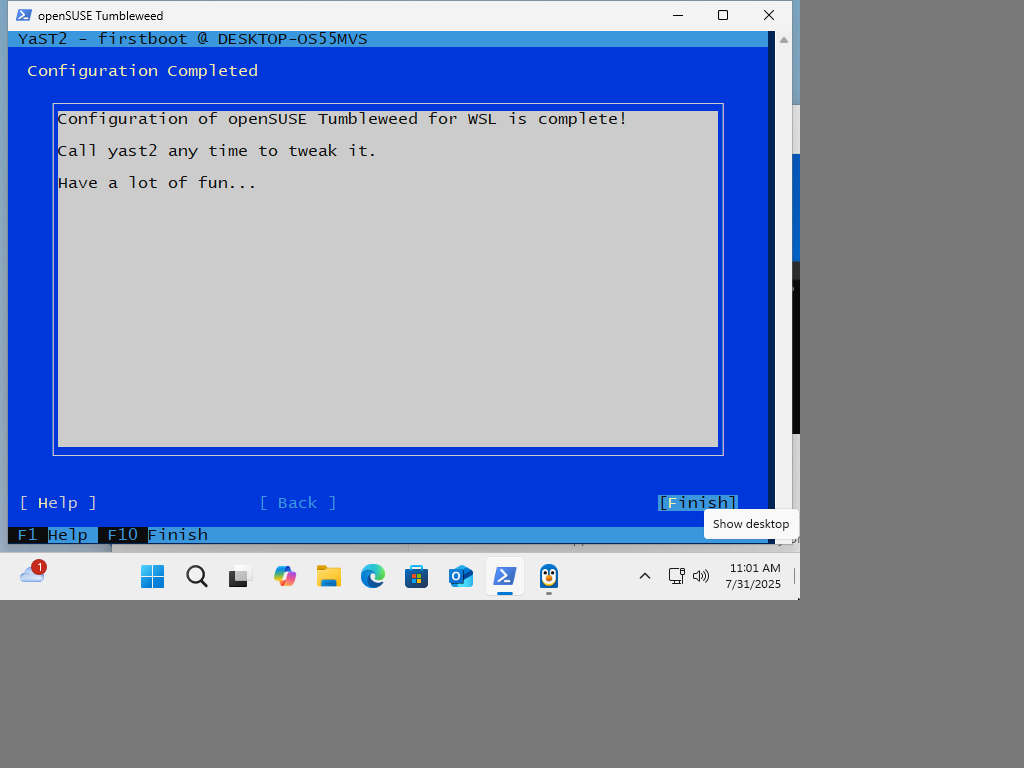 openSUSE Tumbleweed
YaST2 - firstboot @ DESKTOP-OS55MVS
Configuration Completed
Configuration of openSUSE Tumbleweed for WSL is complete!
Call yast2 any time to tweak it.
Have a lot of fun...
[ Help ] [ Back ] [Finish]
Show desktop
F1 Help F10 Finish
1
11:01 AM
7/31/2025